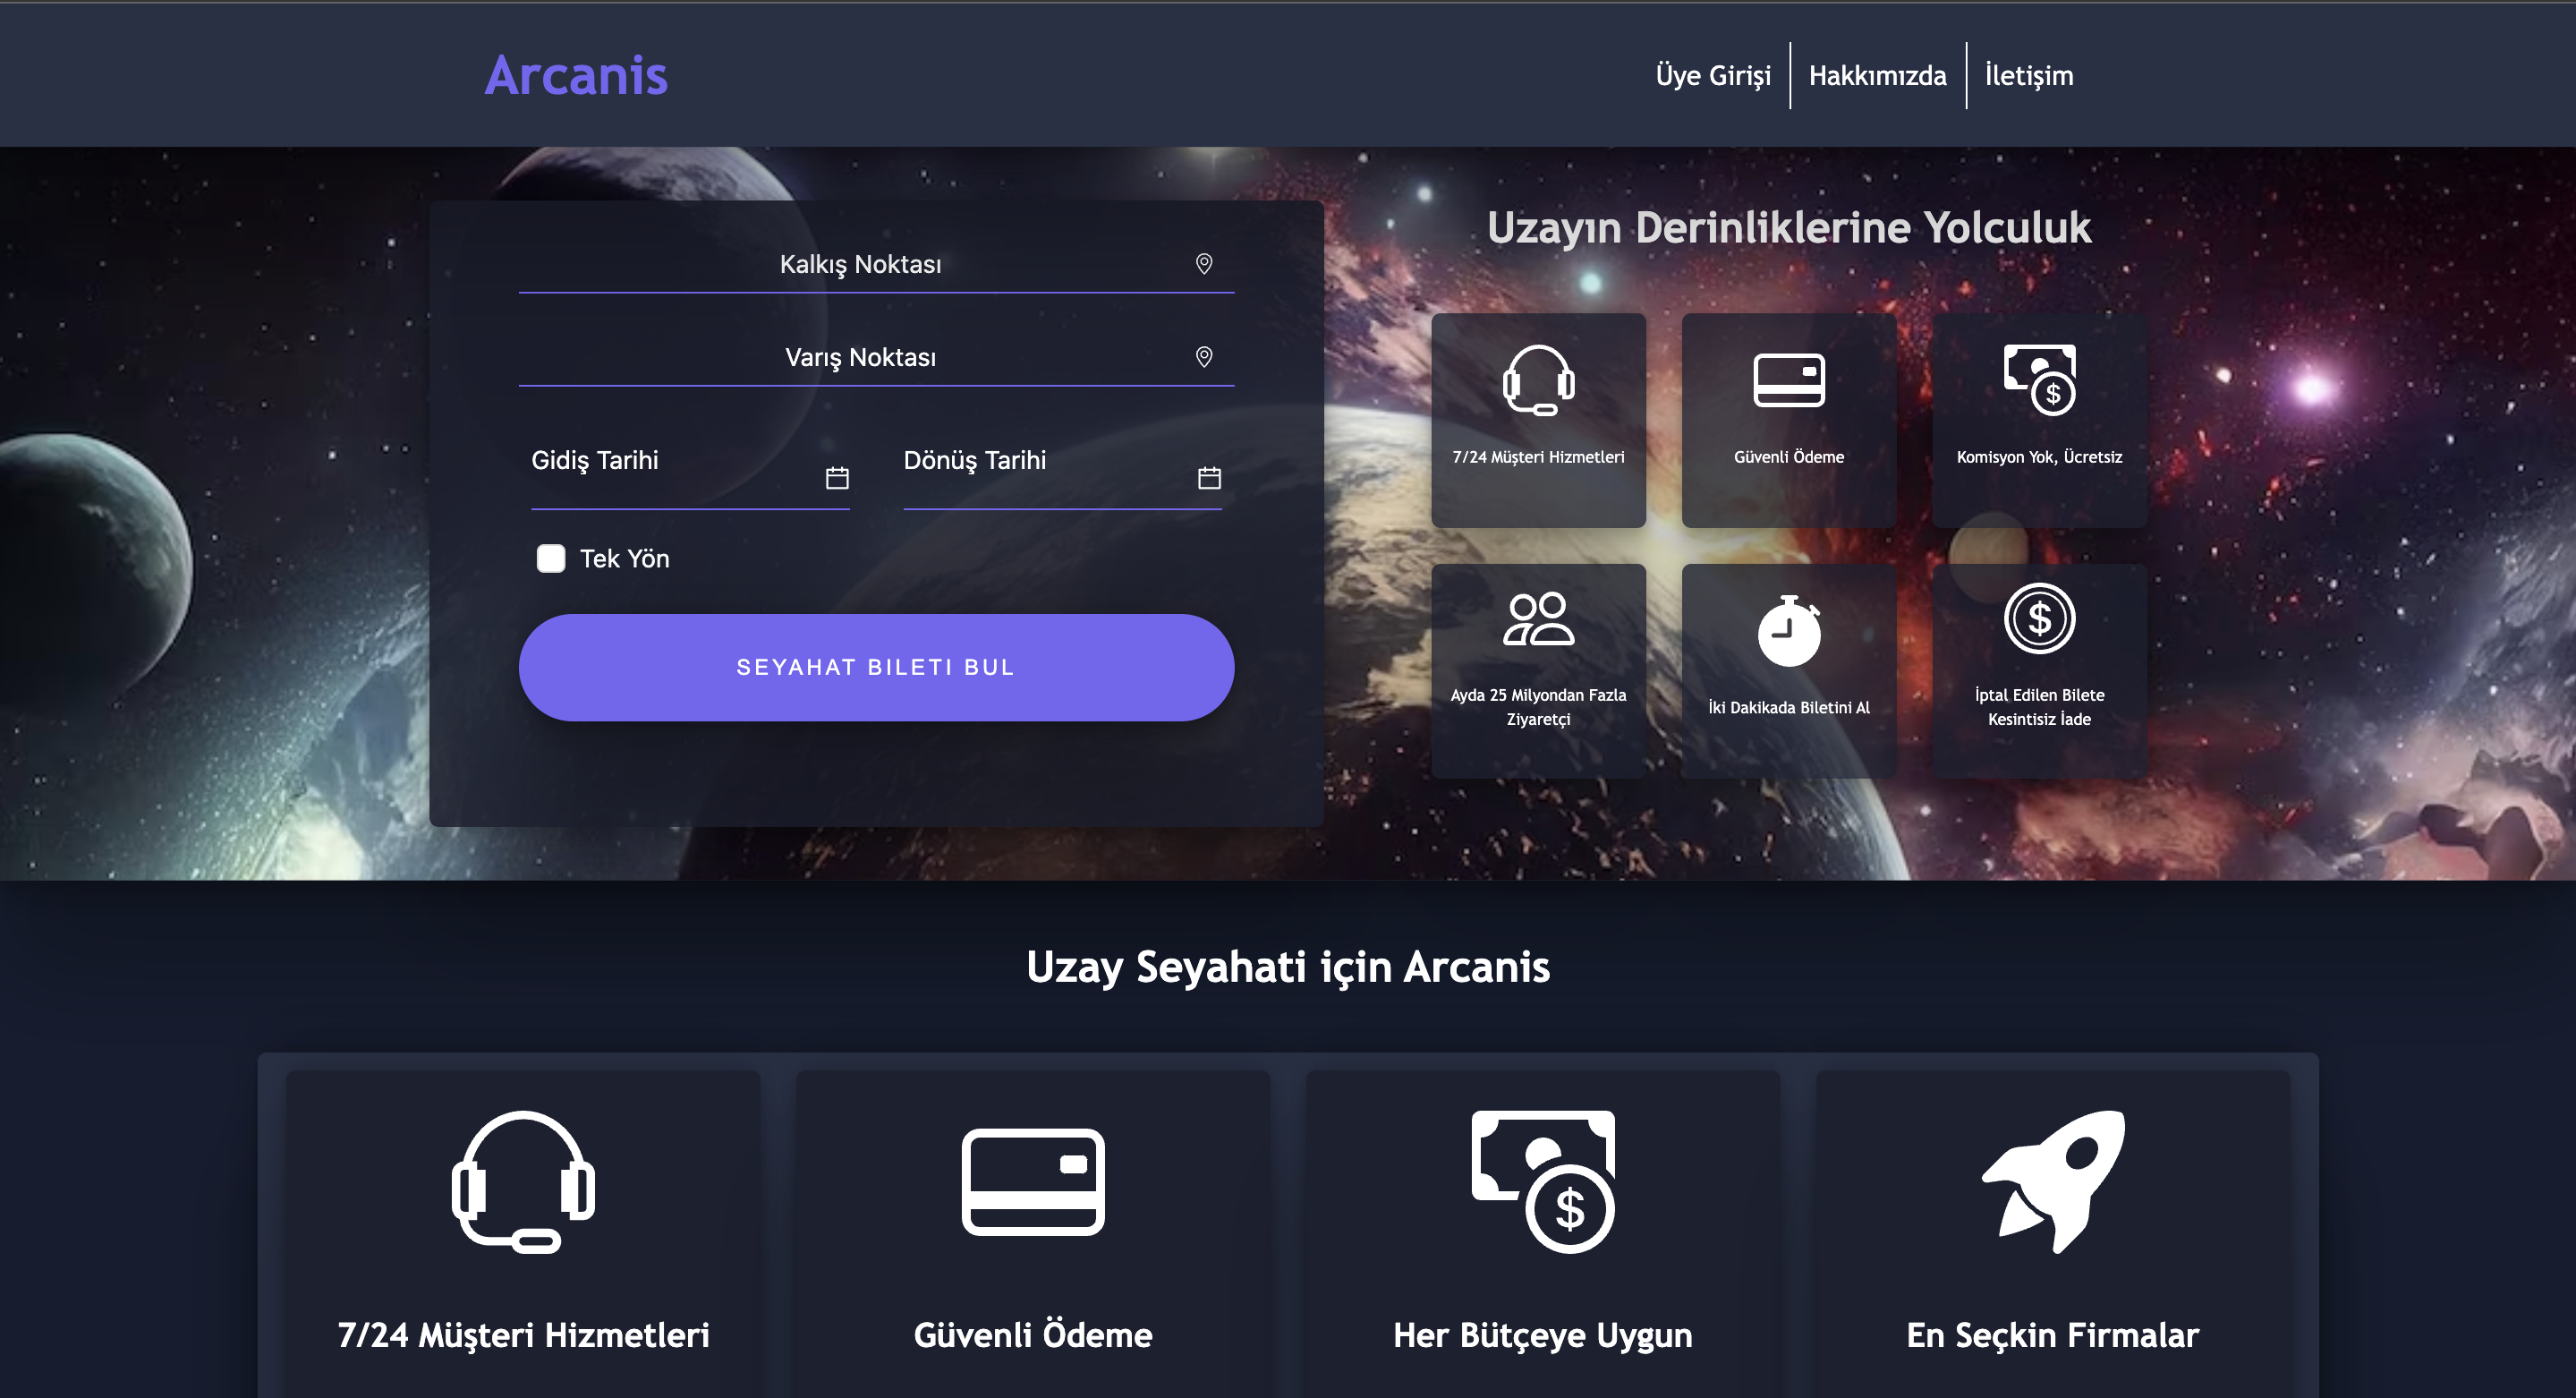 Arcanis
Üye Girişi
Hakkımızda
İletişim
Kalkış Noktası
Varış Noktası
Gidiş Tarihi
Dönüş Tarihi
Tek Yön
SEYAHAT BILETI BUL
Uzayın Derinliklerine Yolculuk
7/24 Müşteri Hizmetleri
Güvenli Ödeme
Komisyon Yok, Ücretsiz
Ayda 25 Milyondan Fazla
Ziyaretçi
İki Dakikada Biletini Al
İptal Edilen Bilete
Kesintisiz İade
Uzay Seyahati için Arcanis
7/24 Müşteri Hizmetleri
Güvenli Ödeme
Her Bütçeye Uygun
En Seçkin Firmalar